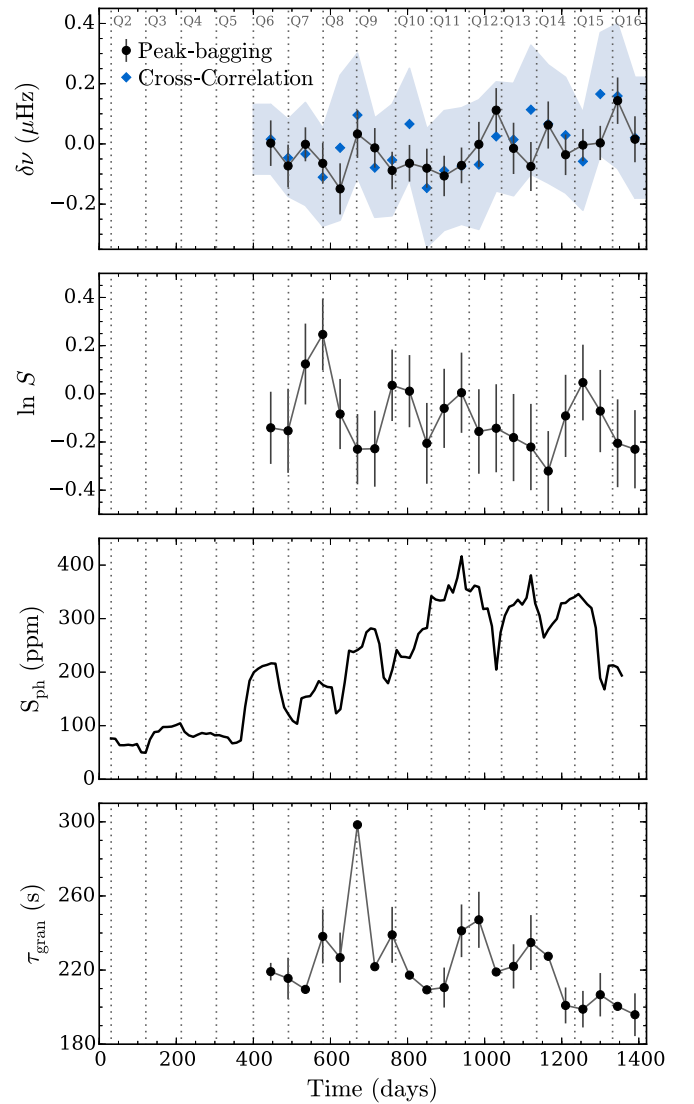 Q2 Q3 Q4 Q5 Q6 Q7 Q8 Q9 Q10 Q11 Q12 Q13 Q14 Q15 Q16
Peak-bagging
Cross-Correlation
0.4
0.2
0.0
−0.2
δν (μHz)
0.4
0.2
0.0
−0.2
−0.4
ln S
400
300
200
100
0
S_ph (ppm)
300
260
220
180
τ_gran (s)
0 200 400 600 800 1000 1200 1400
Time (days)